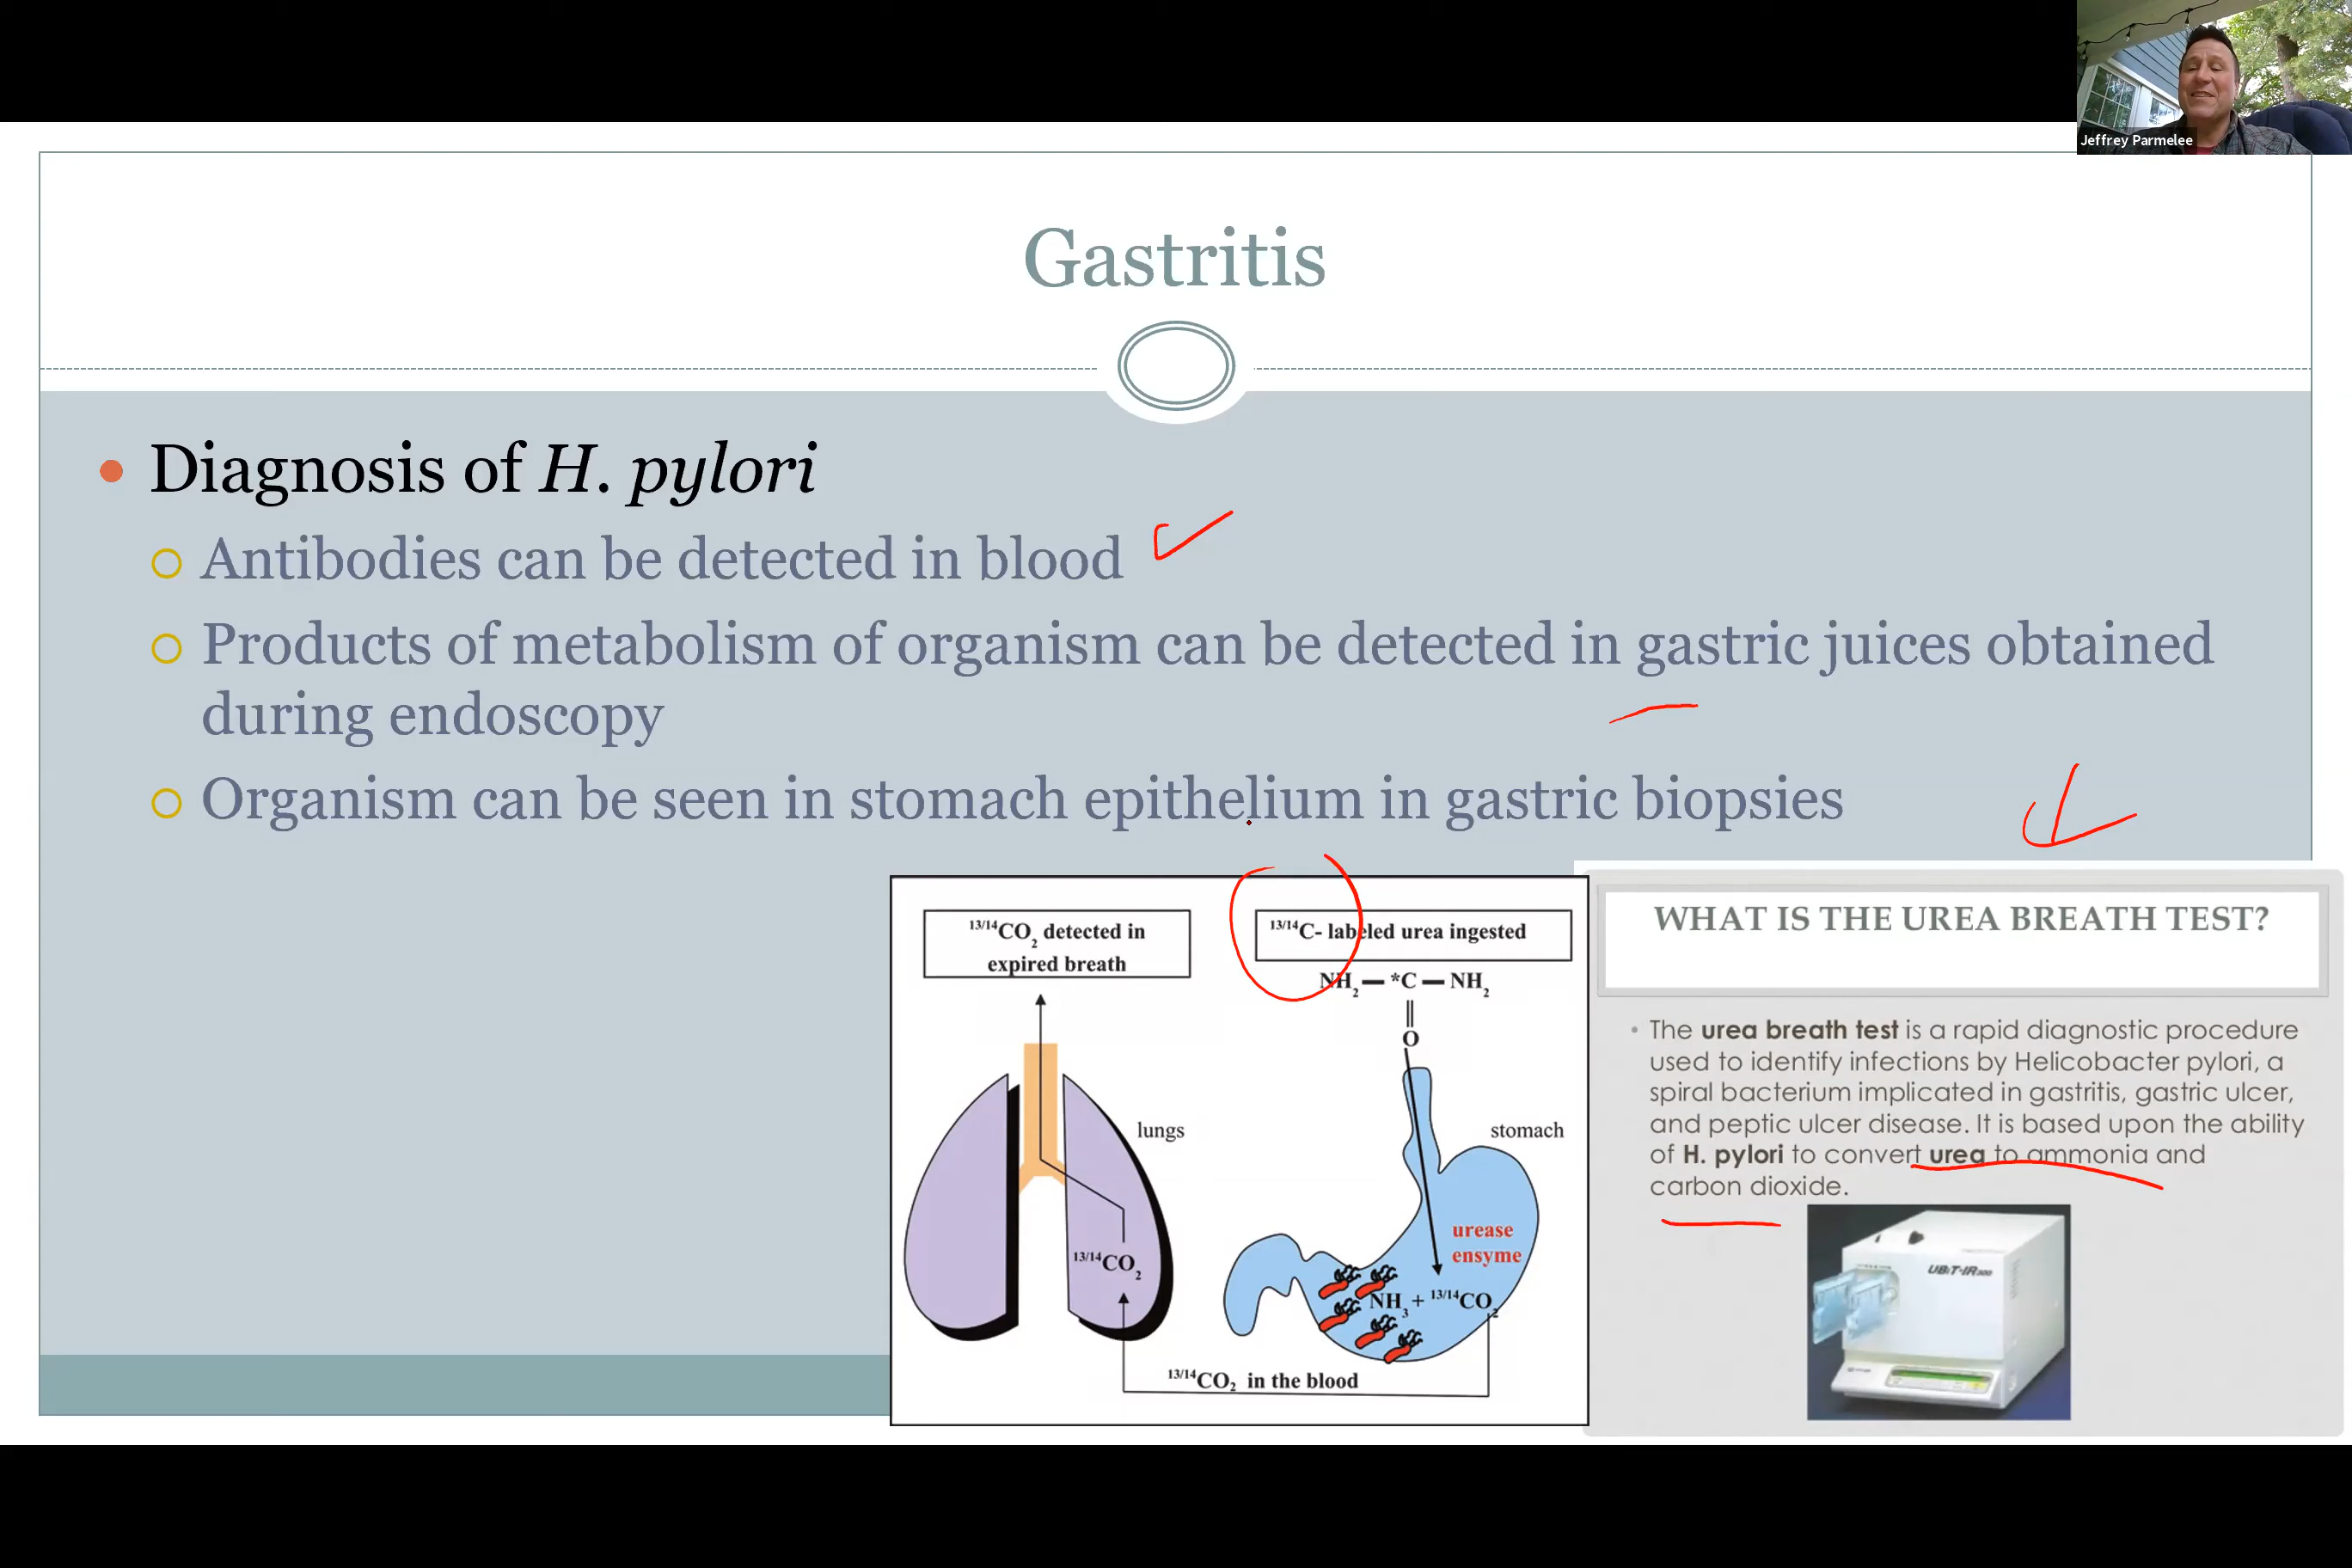 Jeffrey Parmelee
Gastritis
Diagnosis of H. pylori
Antibodies can be detected in blood
Products of metabolism of organism can be detected in gastric juices obtained
during endoscopy
Organism can be seen in stomach epithelium in gastric biopsies
13/14CO2 detected in
expired breath
13/14C- labeled urea ingested
NH2 — *C — NH2
O
lungs
stomach
urease
ensyme
13/14CO2
NH3 + 13/14CO2
13/14CO2 in the blood
WHAT IS THE UREA BREATH TEST?
The urea breath test is a rapid diagnostic procedure
used to identify infections by Helicobacter pylori, a
spiral bacterium implicated in gastritis, gastric ulcer,
and peptic ulcer disease. It is based upon the ability
of H. pylori to convert urea to ammonia and
carbon dioxide.
UBiT-IR300